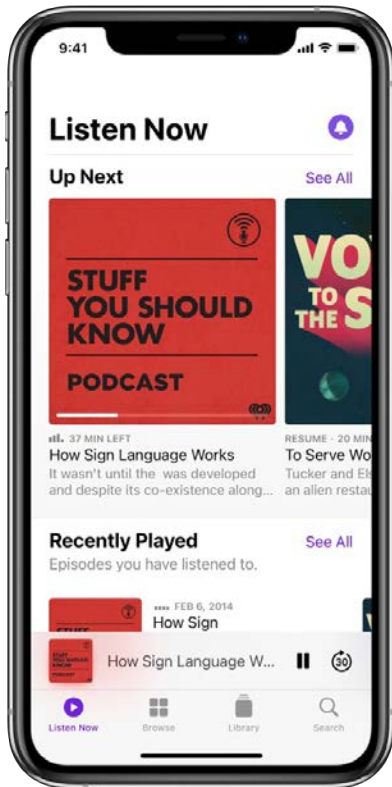 9:41
Listen Now
Up Next
See All
STUFF
YOU SHOULD
KNOW
PODCAST
VO
TO
THE S
37 MIN LEFT
How Sign Language Works
It wasn't until the was developed
and despite its co-existence along...
RESUME · 20 MIN
To Serve Wo
Tucker and El
an alien restau
Recently Played
See All
Episodes you have listened to.
FEB 6, 2014
How Sign
How Sign Language W...
30
Listen Now
Browse
Library
Search